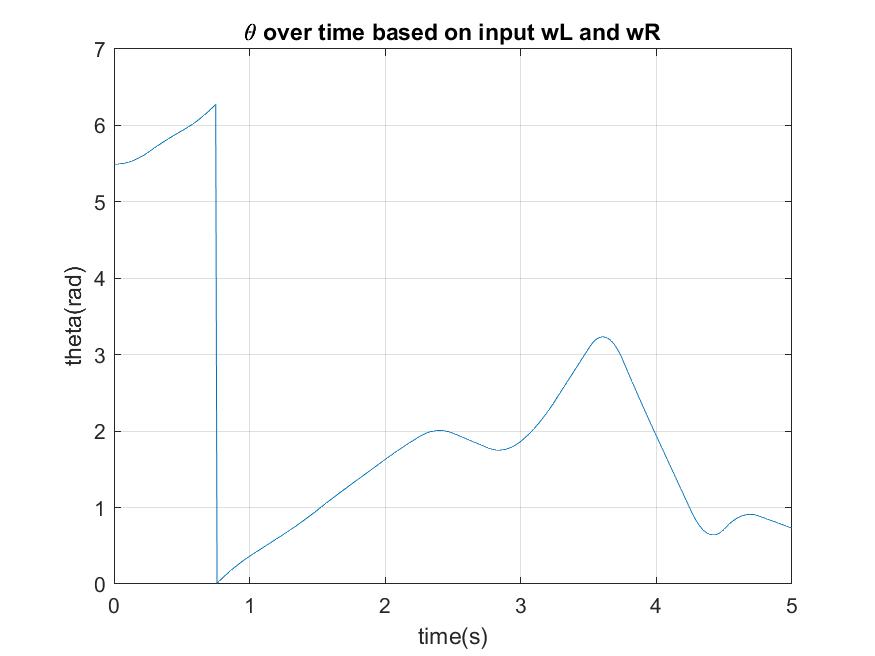 θ over time based on input wL and wR
7
6
5
4
3
2
1
0
theta(rad)
0 1 2 3 4 5
time(s)